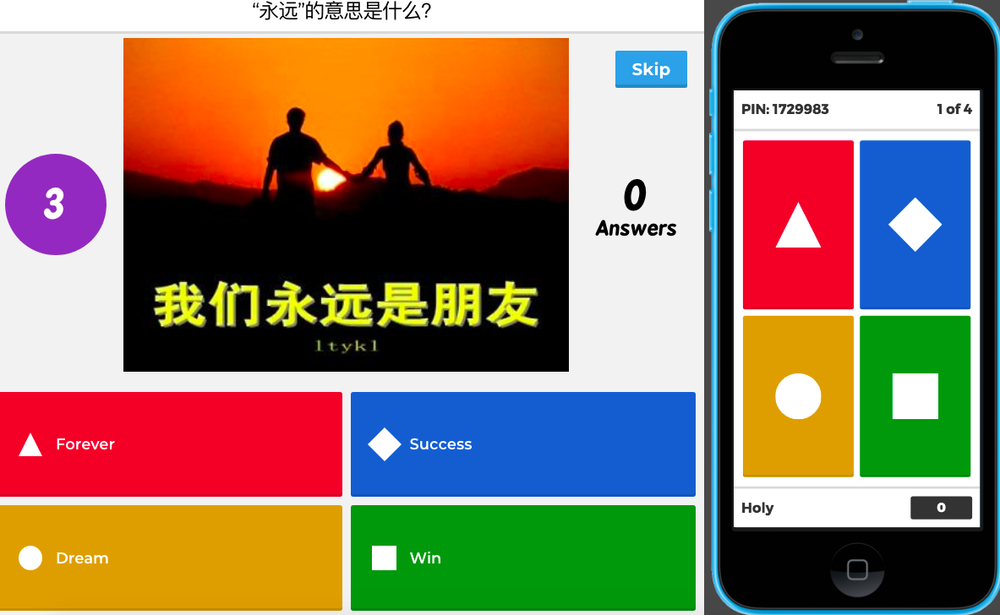 “永远”的意思是什么?
Skip
3
0
Answers
我们永远是朋友
ltykl
Forever
Success
Dream
Win
PIN: 1729983
1 of 4
Holy
0